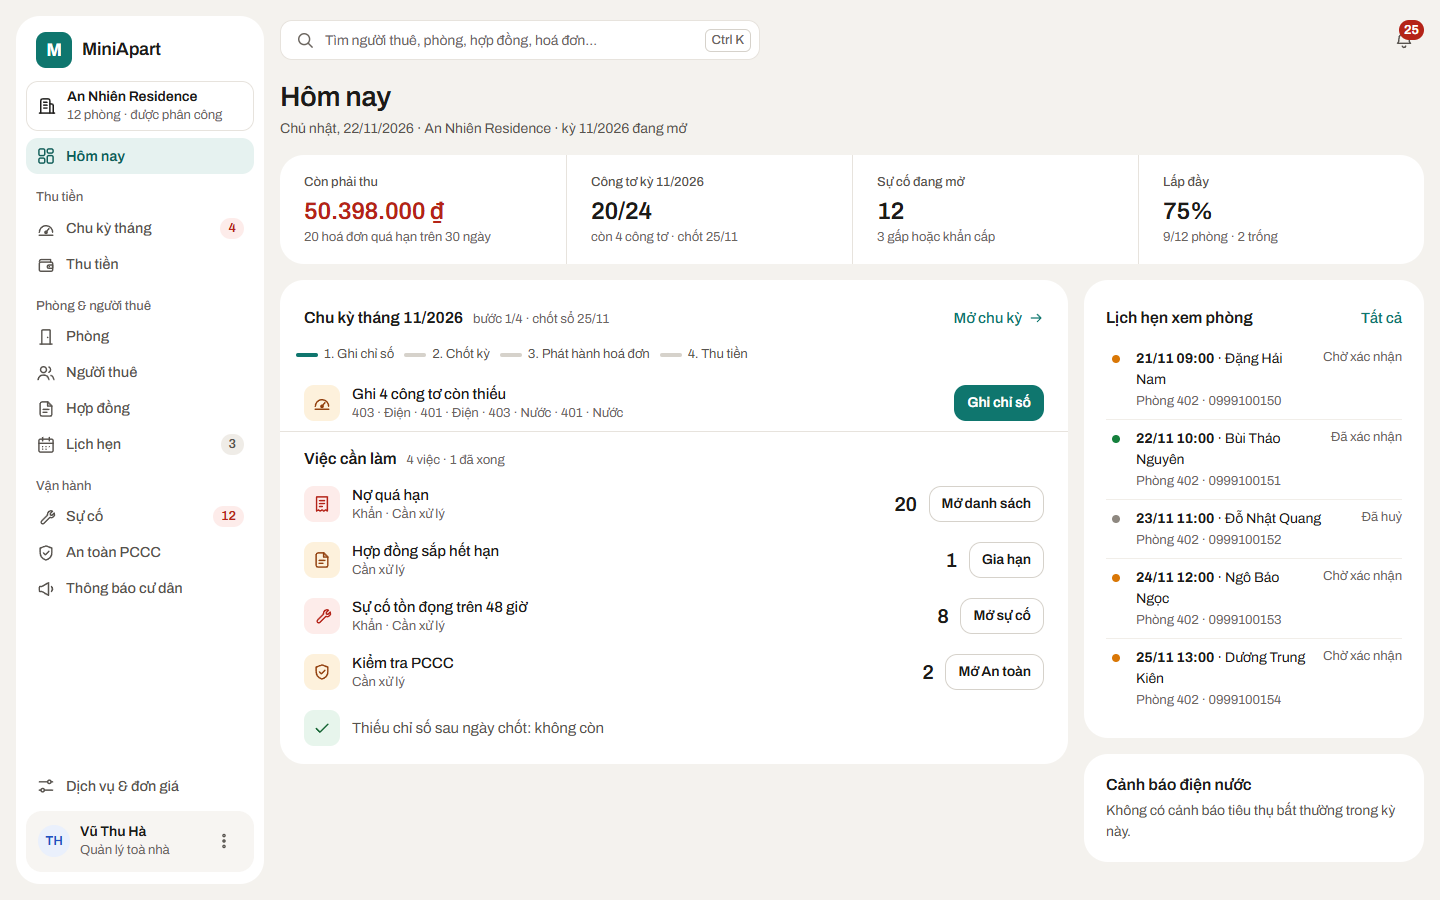 M MiniApart
An Nhiên Residence
12 phòng · được phân công
Hôm nay
Thu tiền
Chu kỳ tháng 4
Thu tiền
Phòng & người thuê
Phòng
Người thuê
Hợp đồng
Lịch hẹn 3
Vận hành
Sự cố 12
An toàn PCCC
Thông báo cư dân
Dịch vụ & đơn giá
TH
Vũ Thu Hà
Quản lý toà nhà
Tìm người thuê, phòng, hợp đồng, hoá đơn... Ctrl K
25
Hôm nay
Chủ nhật, 22/11/2026 · An Nhiên Residence · kỳ 11/2026 đang mở
Còn phải thu
50.398.000 ₫
20 hoá đơn quá hạn trên 30 ngày
Công tơ kỳ 11/2026
20/24
còn 4 công tơ · chốt 25/11
Sự cố đang mở
12
3 gấp hoặc khẩn cấp
Lấp đầy
75%
9/12 phòng · 2 trống
Chu kỳ tháng 11/2026 bước 1/4 · chốt số 25/11 Mở chu kỳ →
1. Ghi chỉ số 2. Chốt kỳ 3. Phát hành hoá đơn 4. Thu tiền
Ghi 4 công tơ còn thiếu
403 · Điện · 401 · Điện · 403 · Nước · 401 · Nước
Ghi chỉ số
Việc cần làm 4 việc · 1 đã xong
Nợ quá hạn
Khẩn · Cần xử lý
20 Mở danh sách
Hợp đồng sắp hết hạn
Cần xử lý
1 Gia hạn
Sự cố tồn đọng trên 48 giờ
Khẩn · Cần xử lý
8 Mở sự cố
Kiểm tra PCCC
Cần xử lý
2 Mở An toàn
Thiếu chỉ số sau ngày chốt: không còn
Lịch hẹn xem phòng Tất cả
21/11 09:00 · Đặng Hải Chờ xác nhận
Nam
Phòng 402 · 0999100150
22/11 10:00 · Bùi Thảo Đã xác nhận
Nguyên
Phòng 402 · 0999100151
23/11 11:00 · Đỗ Nhật Quang Đã huỷ
Phòng 402 · 0999100152
24/11 12:00 · Ngô Bảo Chờ xác nhận
Ngọc
Phòng 402 · 0999100153
25/11 13:00 · Dương Trung Chờ xác nhận
Kiên
Phòng 402 · 0999100154
Cảnh báo điện nước
Không có cảnh báo tiêu thụ bất thường trong kỳ
này.